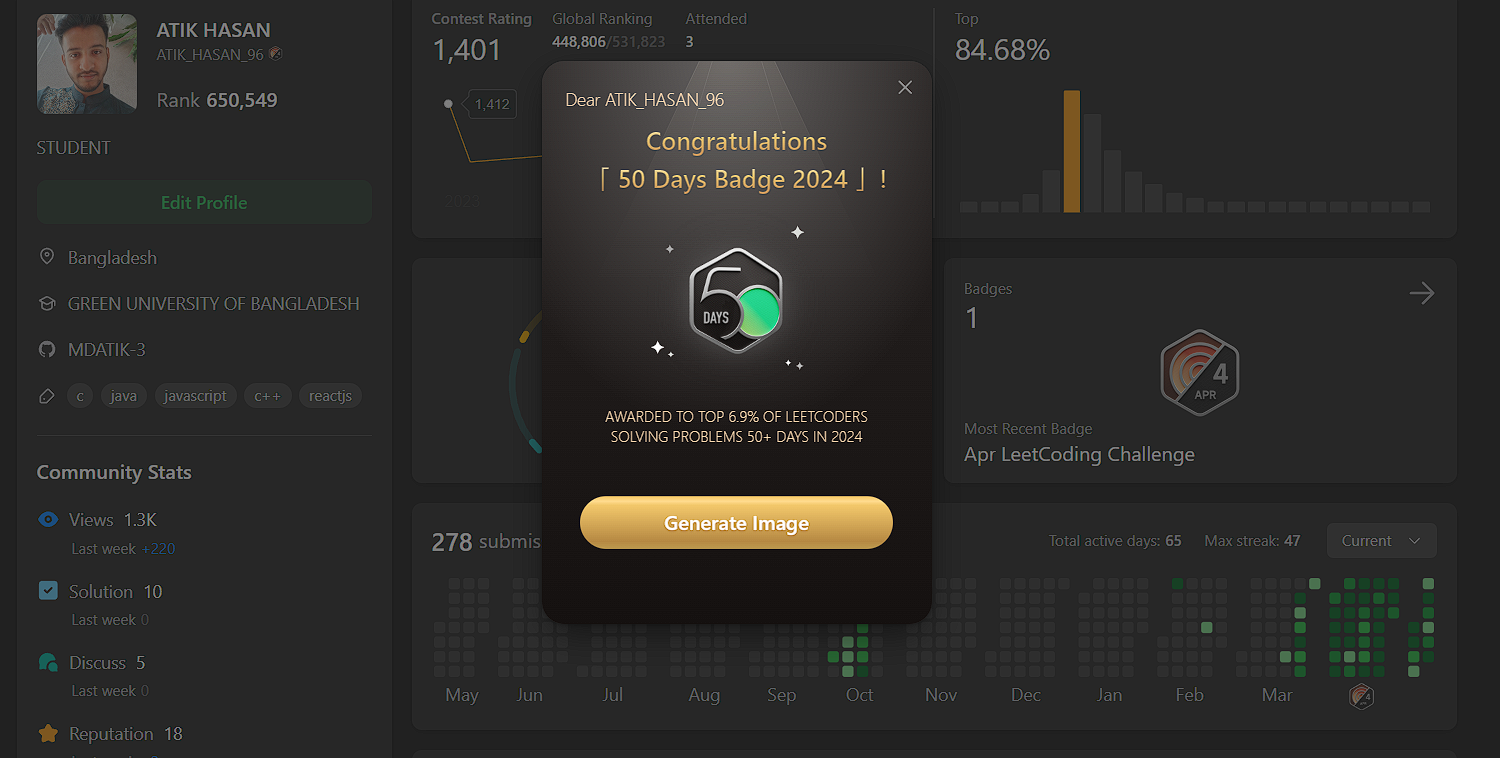 ATIK HASAN
ATIK_HASAN_96
Rank 650,549
STUDENT
Edit Profile
Bangladesh
GREEN UNIVERSITY OF BANGLADESH
MDATIK-3
c java javascript c++ reactjs
Community Stats
Views 1.3K
Last week +220
Solution 10
Last week 0
Discuss 5
Last week 0
Reputation 18
Contest Rating
1,401
Global Ranking
448,806/531,823
Attended
3
1,412
2023
Top
84.68%
Dear ATIK_HASAN_96
Congratulations
「 50 Days Badge 2024 」 !
50
DAYS
AWARDED TO TOP 6.9% OF LEETCODERS
SOLVING PROBLEMS 50+ DAYS IN 2024
Generate Image
Badges
1
4
APR
Most Recent Badge
Apr LeetCoding Challenge
278 submis
Total active days: 65 Max streak: 47 Current
May Jun Jul Aug Sep Oct Nov Dec Jan Feb Mar
4